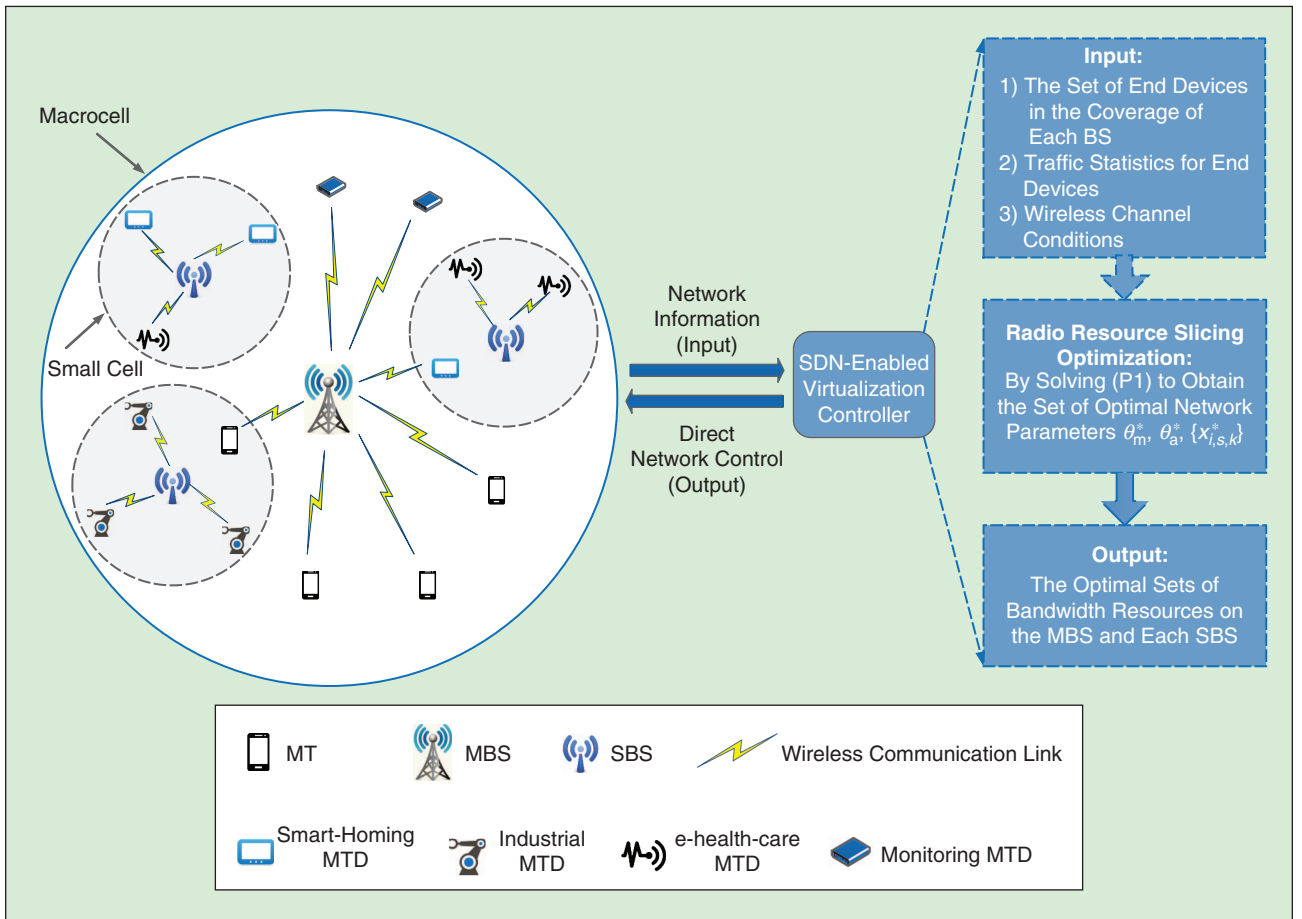 Macrocell
Small Cell
Network
Information
(Input)
Direct
Network Control
(Output)
SDN-Enabled
Virtualization
Controller
Input:
1) The Set of End Devices
in the Coverage of
Each BS
2) Traffic Statistics for End
Devices
3) Wireless Channel
Conditions
Radio Resource Slicing
Optimization:
By Solving (P1) to Obtain
the Set of Optimal Network
Parameters θ*m, θ*a, {x*i,s,k}
Output:
The Optimal Sets of
Bandwidth Resources on
the MBS and Each SBS
MT
MBS
SBS
Wireless Communication Link
Smart-Homing
MTD
Industrial
MTD
e-health-care
MTD
Monitoring MTD